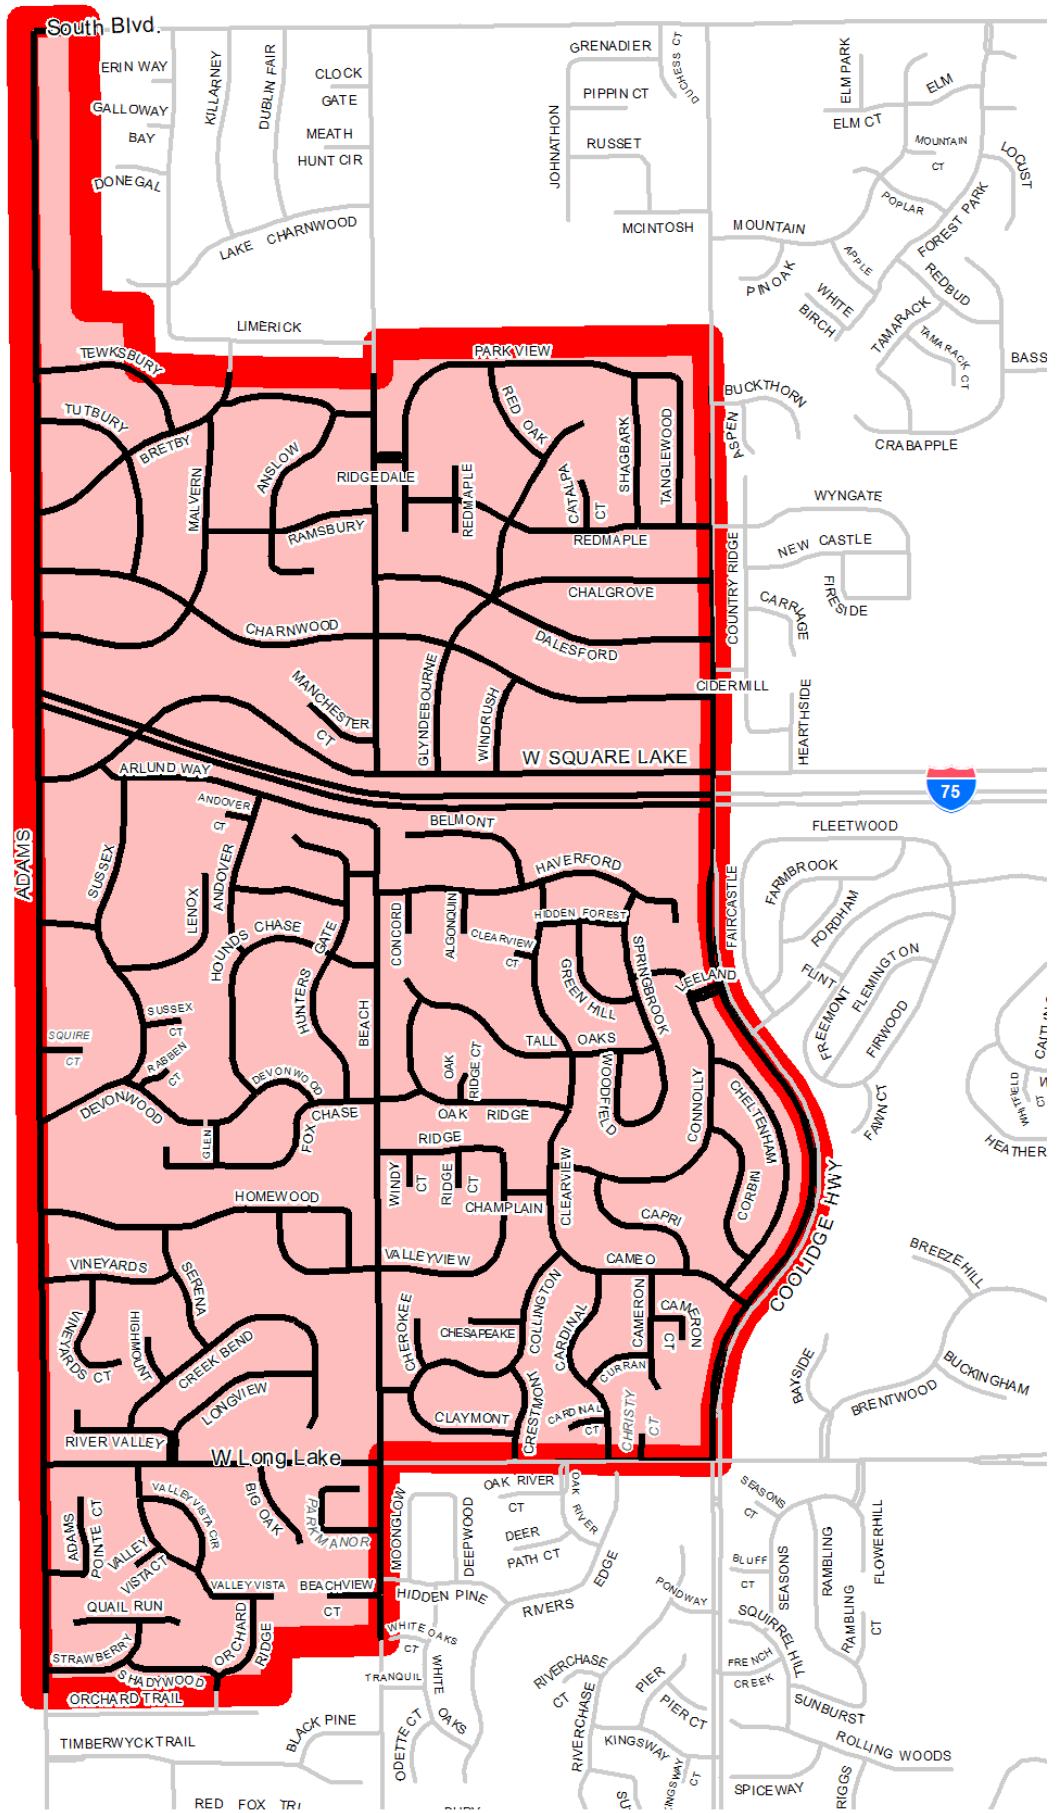 South Blvd.
ERIN WAY
KILLARNEY
DUBLIN FAIR
CLOCK
GATE
GALLOWAY
BAY
MEATH
HUNT CIR
DONEGAL
LAKE CHARNWOOD
LIMERICK
GRENADIER
DUCHESS CT
PIPPIN CT
JOHNATHON
RUSSET
MCINTOSH
MOUNTAIN
ELM PARK
ELM
ELM CT
MOUNTAIN
CT
LOCUST
POPLAR
FOREST PARK
PIN OAK
APPLE
WHITE
BIRCH
REDBUD
TAMARACK
TAMARACK CT
BASS
BUCKTHORN
ASPEN
CRABAPPLE
TEWKSBURY
TUTBURY
BRETBY
MALVERN
ANSLOW
RAMSBURY
PARK VIEW
RED OAK
RIDGEDALE
REDMAPLE
CATALPA
CT
SHAGBARK
TANGLEWOOD
REDMAPLE
WYNGATE
NEW CASTLE
FIRESIDE
COUNTRY RIDGE
CARRIAGE
CHALGROVE
CHARNWOOD
DALESFORD
CIDERMILL
HEARTHSIDE
MANCHESTER
CT
GLYNDEBOURNE
WINDRUSH
W SQUARE LAKE
ARLUND WAY
75
ADAMS
SUSSEX
ANDOVER
CT
ANDOVER
LENOX
BELMONT
HAVERFORD
FLEETWOOD
FARMBROOK
FORDHAM
FAIRCASTLE
FLINT
FLEMINGTON
FREEMONT
FIRWOOD
FAWN CT
HOUNDS CHASE
HUNTERS GATE
CONCORD
ALGONQUIN
CLEARVIEW
CT
HIDDEN FOREST
GREEN HILL
SPRINGBROOK
LEELAND
BEACH
SUSSEX
CT
SQUIRE
CT
RABBEN
CT
DEVONWOOD
DEVONWOOD
GLEN
FOX CHASE
TALL OAKS
OAK
RIDGE CT
OAK RIDGE
WOODFIELD
CONNOLLY
CHELTENHAM
CORBIN
WHITFIELD
CT
W
HEATHER
RIDGE
WINDY
CT
RIDGE
CT
CHAMPLAIN
CLEARVIEW
CAPRI
CAMEO
COOLIDGE HWY
HOMEWOOD
VALLEYVIEW
VINEYARDS
SERENA
VINEYARDS
CT
HIGHMOUNT
CREEK BEND
LONGVIEW
RIVER VALLEY
CHEROKEE
CHESAPEAKE
COLLINGTON
CARDINAL
CAMERON
CAMERON
CT
CURRAN
CLAYMONT
CRESTMONT
CARDINAL
CT
CHRISTY
CT
BREEZE HILL
BAYSIDE
BRENTWOOD
BUCKINGHAM
W Long Lake
ADAMS
POINTE CT
VALLEY VISTA CIR
VALLEY
VISTA CT
BIG OAK
PARKMANOR
VALLEY VISTA
BEACHVIEW
CT
QUAIL RUN
STRAWBERRY
SHADYWOOD
ORCHARD
RIDGE
ORCHARD TRAIL
TIMBERWYCK TRAIL
BLACK PINE
RED FOX TRL
MOONGLOW
DEEPWOOD
OAK RIVER
CT
OAK RIVER
DEER
PATH CT
HIDDEN PINE
RIVERS
EDGE
WHITE OAKS
CT
TRANQUIL
WHITE
OAKS
ODETTE CT
RIVERCHASE
CT
RIVERCHASE
PONDWAY
PIER
PIER CT
KINGSWAY
KINGSWAY
CT
SEASONS
CT
BLUFF
CT
SEASONS
RAMBLING
RAMBLING
CT
FLOWERHILL
SQUIRREL HILL
FRENCH
CREEK
SUNBURST
ROLLING WOODS
SPICEWAY
RIGGS